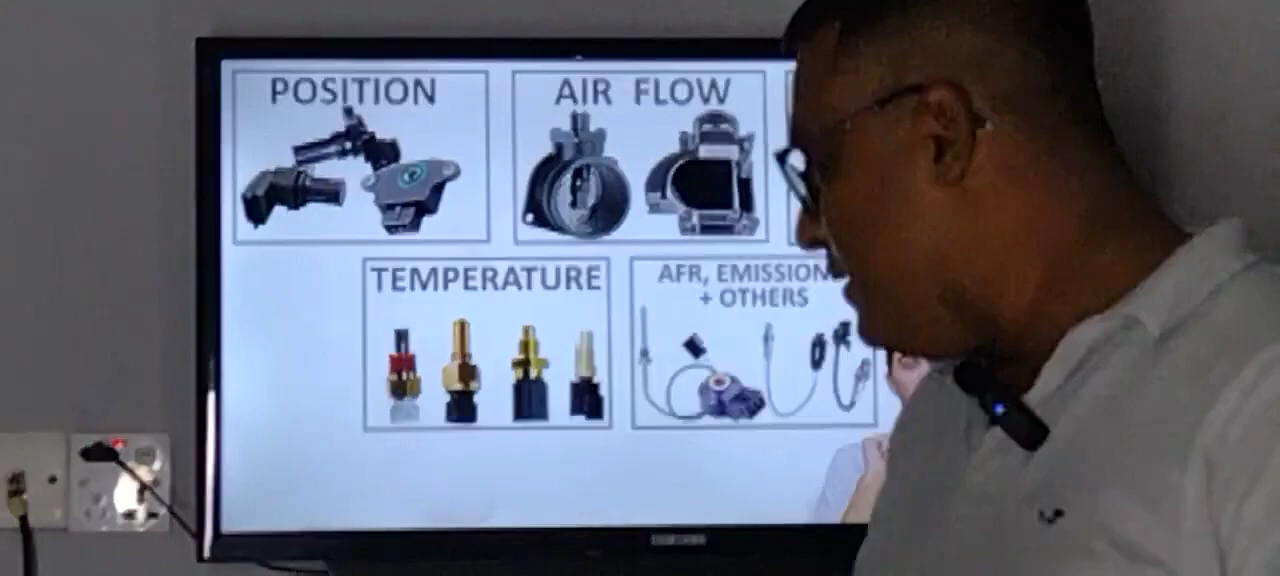 POSITION
AIR FLOW
TEMPERATURE
AFR, EMISSION
+ OTHERS